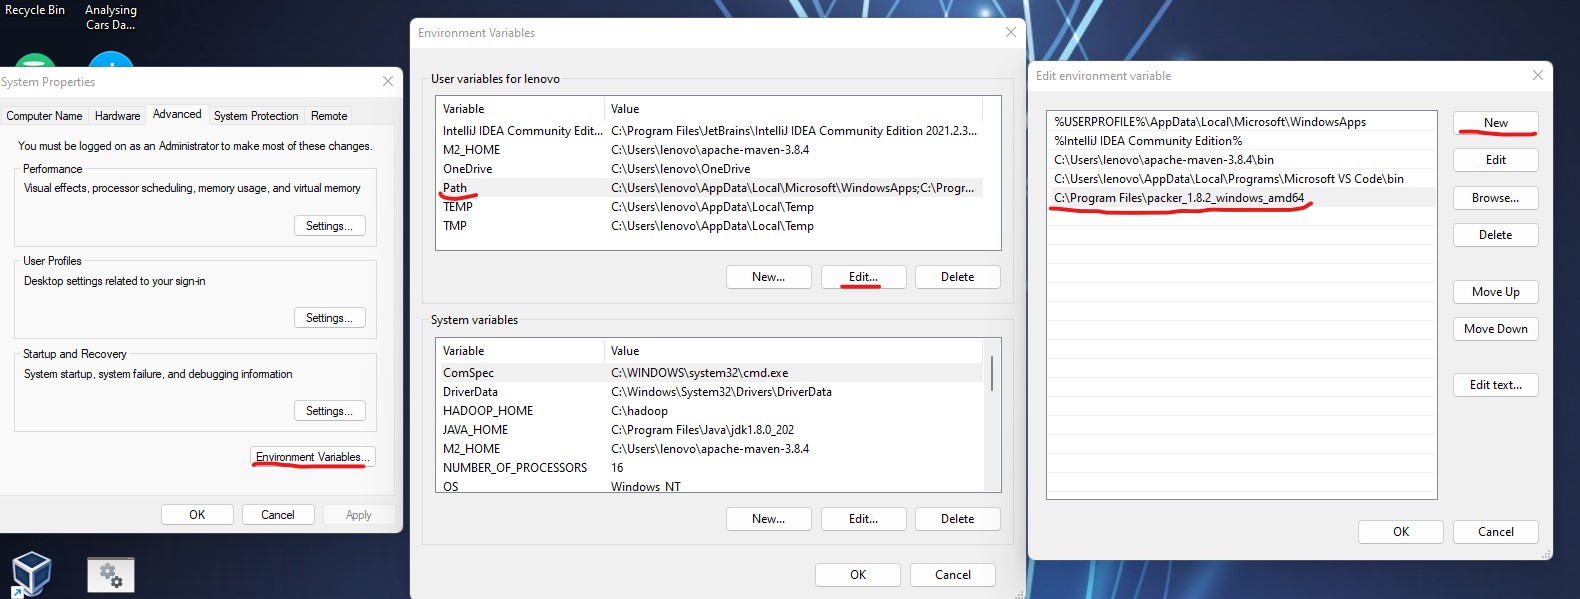 Recycle Bin
Analysing
Cars Da...
System Properties
Computer Name
Hardware
Advanced
System Protection
Remote
You must be logged on as an Administrator to make most of these changes.
Performance
Visual effects, processor scheduling, memory usage, and virtual memory
Settings...
User Profiles
Desktop settings related to your sign-in
Settings...
Startup and Recovery
System startup, system failure, and debugging information
Settings...
Environment Variables...
OK
Cancel
Apply
Environment Variables
User variables for lenovo
Variable Value
IntelliJ IDEA Community Edit... C:\Program Files\JetBrains\IntelliJ IDEA Community Edition 2021.2.3...
M2_HOME C:\Users\lenovo\apache-maven-3.8.4
OneDrive C:\Users\lenovo\OneDrive
Path C:\Users\lenovo\AppData\Local\Microsoft\WindowsApps;C:\Progr...
TEMP C:\Users\lenovo\AppData\Local\Temp
TMP C:\Users\lenovo\AppData\Local\Temp
New...
Edit...
Delete
System variables
Variable Value
ComSpec C:\WINDOWS\system32\cmd.exe
DriverData C:\Windows\System32\Drivers\DriverData
HADOOP_HOME C:\hadoop
JAVA_HOME C:\Program Files\Java\jdk1.8.0_202
M2_HOME C:\Users\lenovo\apache-maven-3.8.4
NUMBER_OF_PROCESSORS 16
OS Windows_NT
New...
Edit...
Delete
OK
Cancel
Edit environment variable
%USERPROFILE%\AppData\Local\Microsoft\WindowsApps
%IntelliJ IDEA Community Edition%
C:\Users\lenovo\apache-maven-3.8.4\bin
C:\Users\lenovo\AppData\Local\Programs\Microsoft VS Code\bin
C:\Program Files\packer_1.8.2_windows_amd64
New
Edit
Browse...
Delete
Move Up
Move Down
Edit text...
OK
Cancel